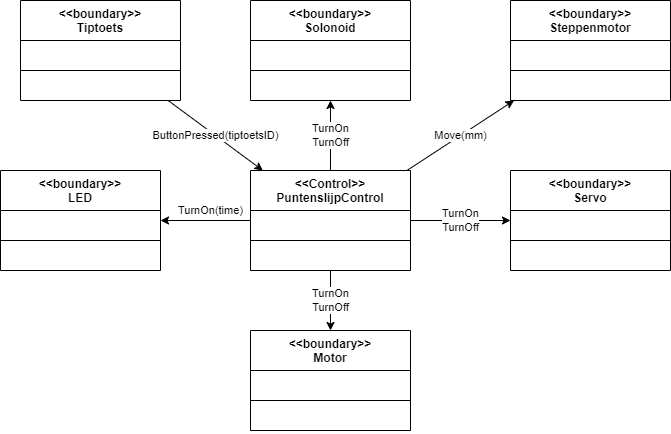 <<boundary>>
Tiptoets
<<boundary>>
Solonoid
<<boundary>>
Steppenmotor
ButtonPressed(tiptoetsID)
TurnOn
TurnOff
Move(mm)
<<boundary>>
LED
TurnOn(time)
<<Control>>
PuntenslijpControl
TurnOn
TurnOff
<<boundary>>
Servo
TurnOn
TurnOff
<<boundary>>
Motor